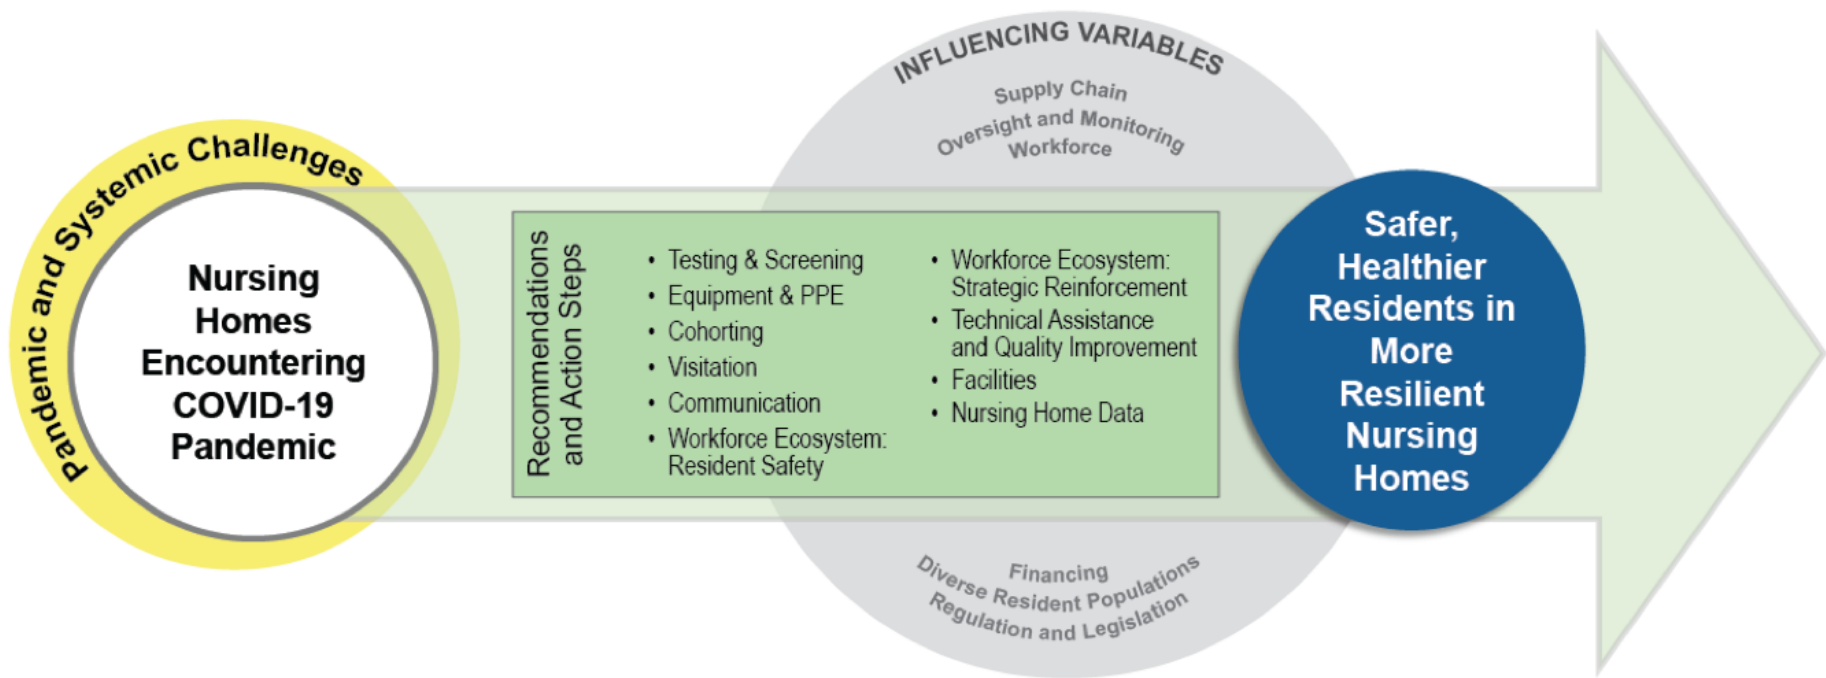 Pandemic and Systemic Challenges
Nursing
Homes
Encountering
COVID-19
Pandemic
Recommendations
and Action Steps
• Testing & Screening
• Equipment & PPE
• Cohorting
• Visitation
• Communication
• Workforce Ecosystem:
Resident Safety
• Workforce Ecosystem:
Strategic Reinforcement
• Technical Assistance
and Quality Improvement
• Facilities
• Nursing Home Data
INFLUENCING VARIABLES
Supply Chain
Oversight and Monitoring
Workforce
Financing
Diverse Resident Populations
Regulation and Legislation
Safer,
Healthier
Residents in
More
Resilient
Nursing
Homes